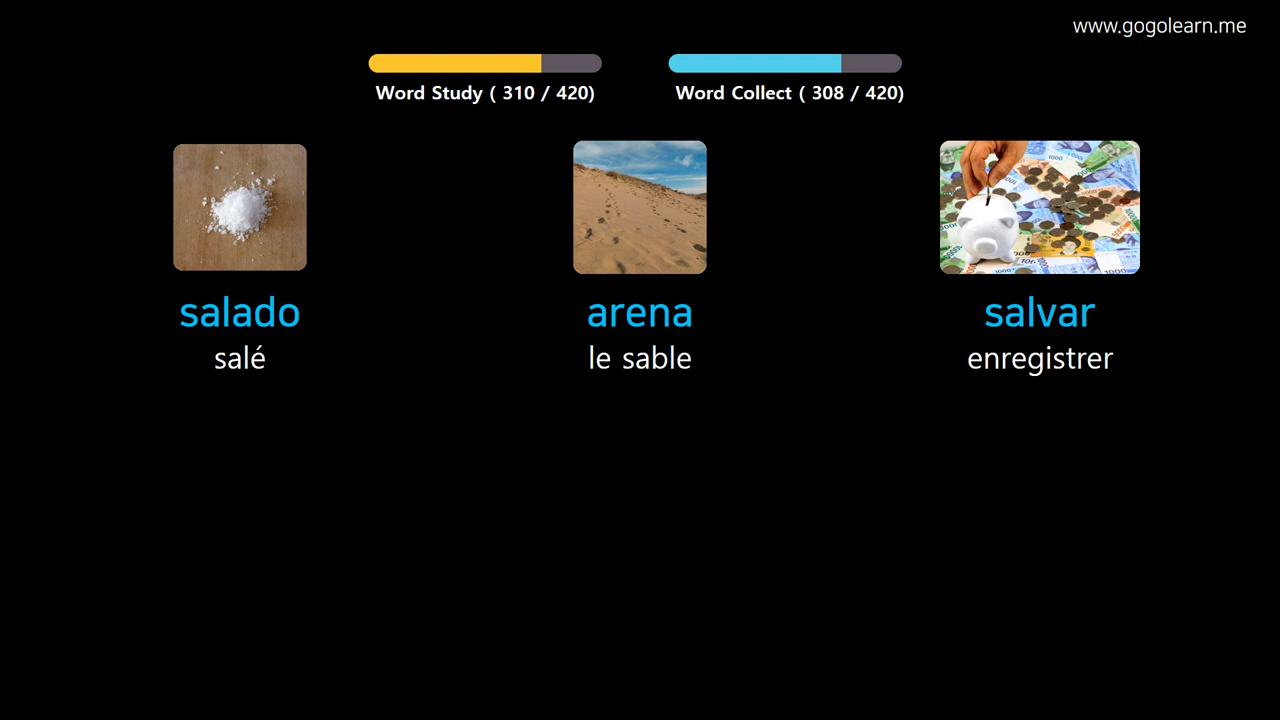 www.gogolearn.me
Word Study ( 310 / 420)
Word Collect ( 308 / 420)
salado
salé
arena
le sable
salvar
enregistrer